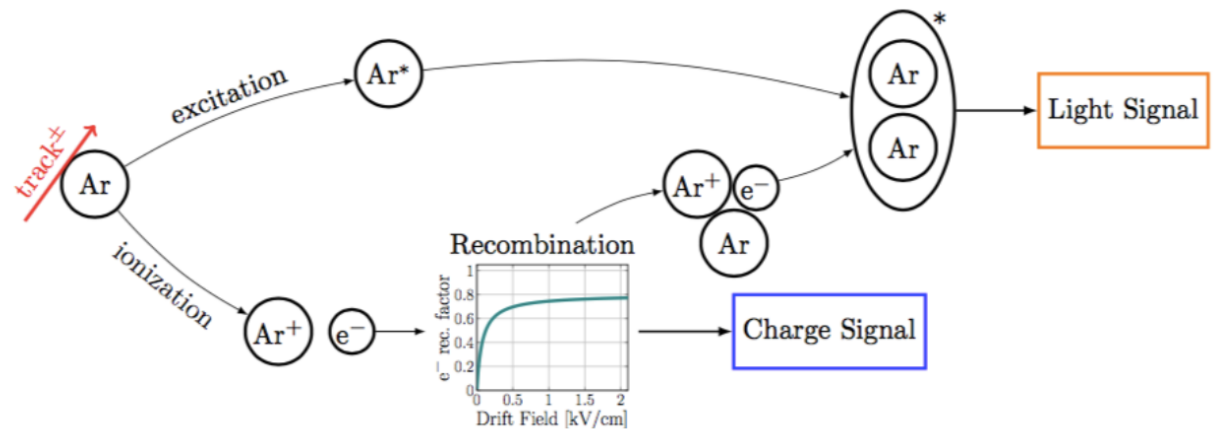 track±
Ar
excitation
Ar*
*
Ar
Ar
Light Signal
ionization
Ar+
e−
Recombination
e− rec. factor
1
0.8
0.6
0.4
0.2
0
0 0.5 1 1.5 2
Drift Field [kV/cm]
Ar+
e−
Ar
Charge Signal